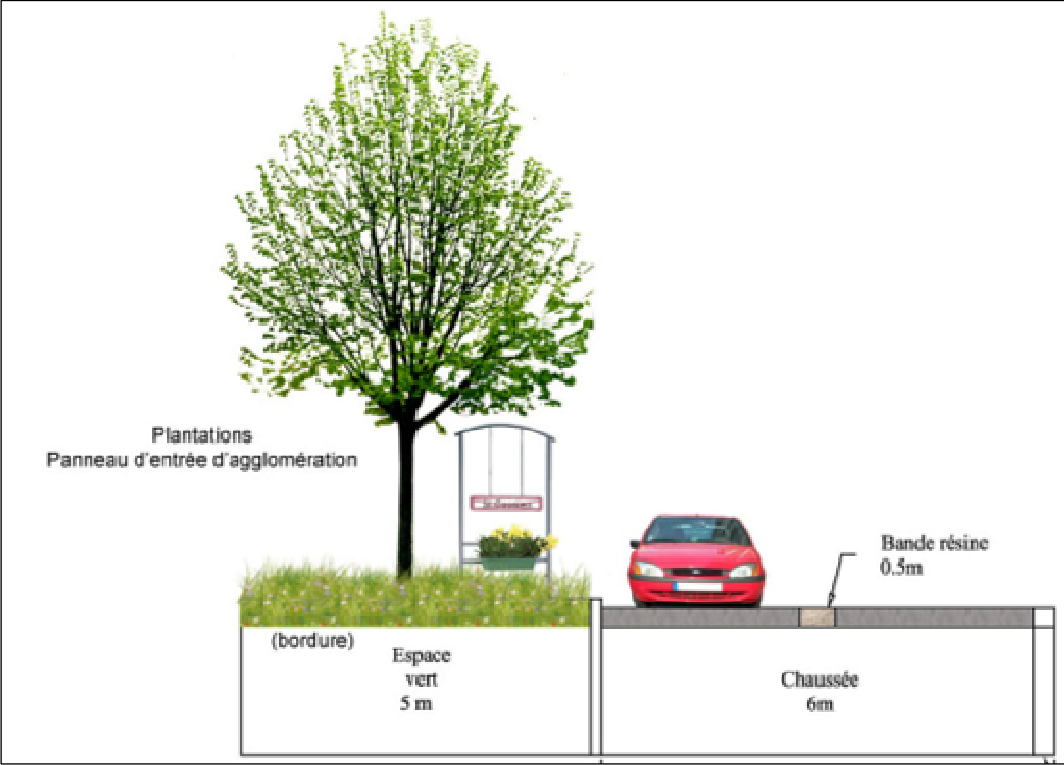 Plantations
Panneau d'entrée d'agglomération
Bande résine
0.5m
(bordure)
Espace
vert
5 m
Chaussée
6m